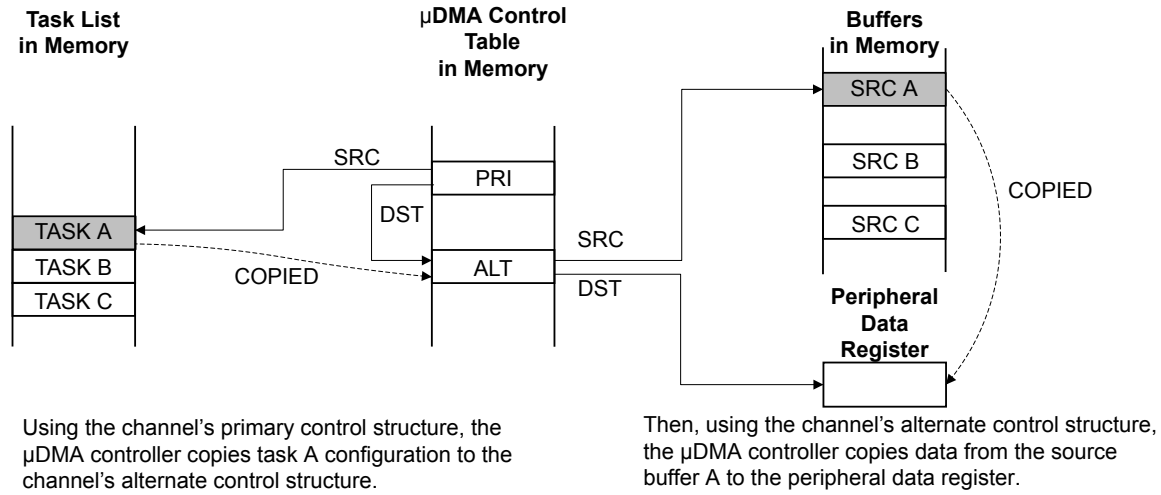 Task List
in Memory
µDMA Control
Table
in Memory
Buffers
in Memory
SRC A
SRC
PRI
SRC B
COPIED
DST
SRC C
TASK A
SRC
TASK B
COPIED
ALT
DST
TASK C
Peripheral
Data
Register
Using the channel's primary control structure, the
µDMA controller copies task A configuration to the
channel's alternate control structure.
Then, using the channel's alternate control structure,
the µDMA controller copies data from the source
buffer A to the peripheral data register.